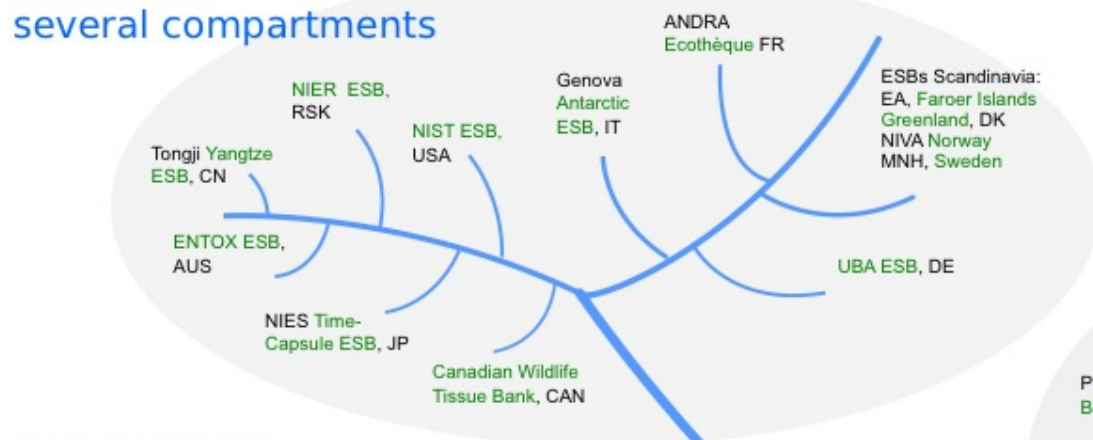 several compartments
ANDRA
Ecothèque FR
ESBs Scandinavia:
EA, Faroer Islands
Greenland, DK
NIVA Norway
MNH, Sweden
Genova
Antarctic
ESB, IT
NIER ESB,
RSK
NIST ESB,
USA
Tongji Yangtze
ESB, CN
ENTOX ESB,
AUS
UBA ESB, DE
NIES Time-
Capsule ESB, JP
Canadian Wildlife
Tissue Bank, CAN